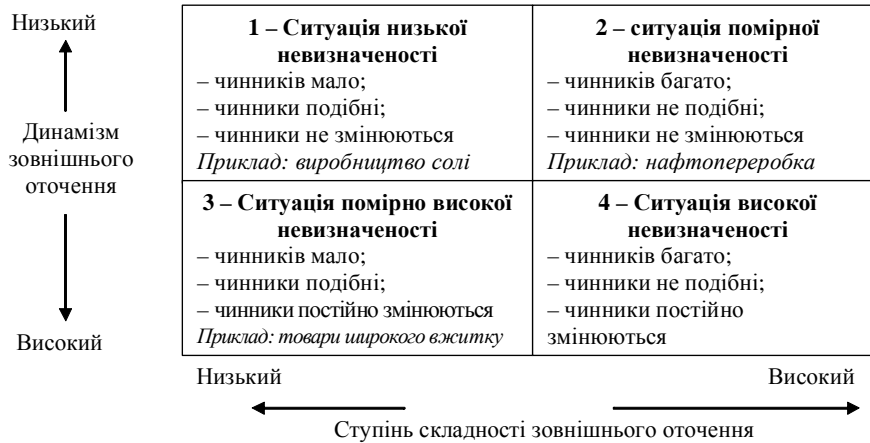 Низький
Динамізм
зовнішнього
оточення
Високий
1 – Ситуація низької
невизначеності
– чинників мало;
– чинники подібні;
– чинники не змінюються
Приклад: виробництво солі
2 – ситуація помірної
невизначеності
– чинників багато;
– чинники не подібні;
– чинники не змінюються
Приклад: нафтопереробка
3 – Ситуація помірно високої
невизначеності
– чинників мало;
– чинники подібні;
– чинники постійно змінюються
Приклад: товари широкого вжитку
4 – Ситуація високої
невизначеності
– чинників багато;
– чинники не подібні;
– чинники постійно
змінюються
Низький
Високий
Ступінь складності зовнішнього оточення